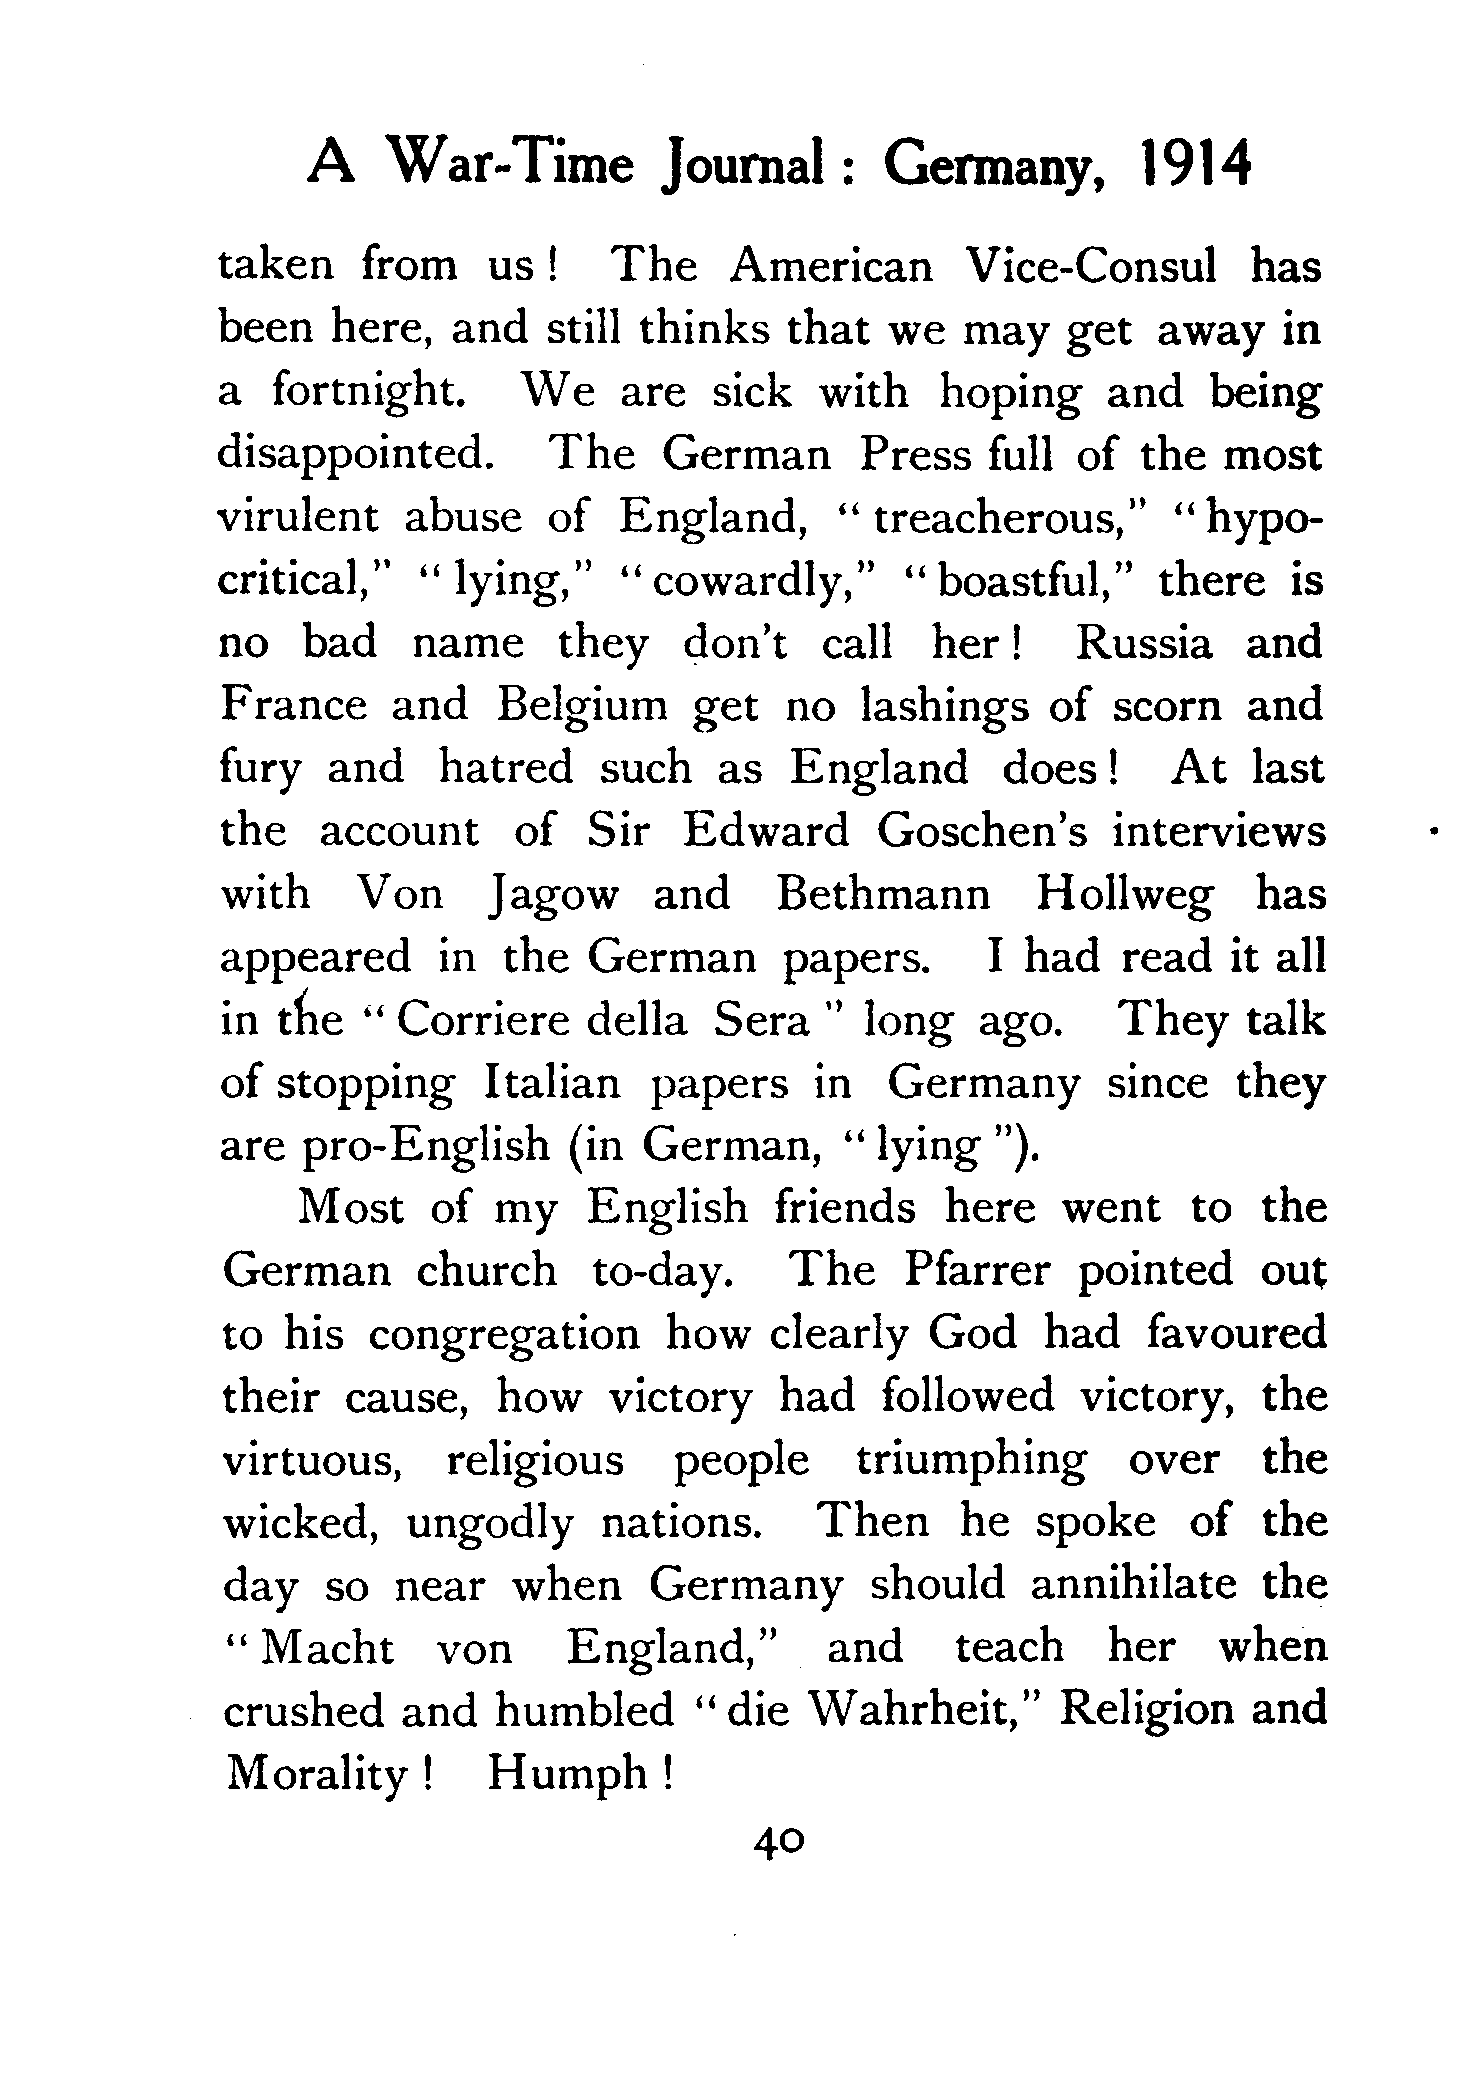 A War-Time Journal : Germany, 1914
taken from us ! The American Vice-Consul has
been here, and still thinks that we may get away in
a fortnight. We are sick with hoping and being
disappointed. The German Press full of the most
virulent abuse of England, " treacherous," " hypo-
critical," " lying," " cowardly," " boastful," there is
no bad name they don't call her ! Russia and
France and Belgium get no lashings of scorn and
fury and hatred such as England does ! At last
the account of Sir Edward Goschen's interviews
with Von Jagow and Bethmann Hollweg has
appeared in the German papers. I had read it all
in the " Corriere della Sera " long ago. They talk
of stopping Italian papers in Germany since they
are pro-English (in German, " lying ").
Most of my English friends here went to the
German church to-day. The Pfarrer pointed out
to his congregation how clearly God had favoured
their cause, how victory had followed victory, the
virtuous, religious people triumphing over the
wicked, ungodly nations. Then he spoke of the
day so near when Germany should annihilate the
" Macht von England," and teach her when
crushed and humbled " die Wahrheit," Religion and
Morality ! Humph !
40